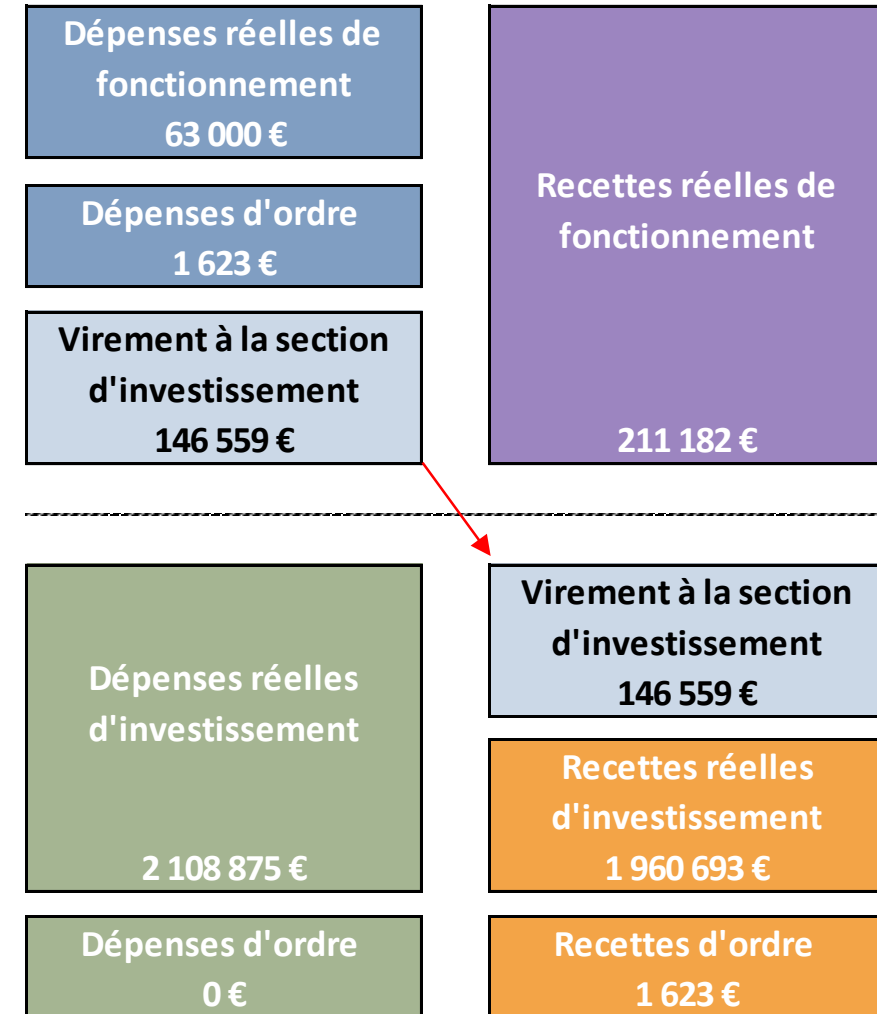 Dépenses réelles de
fonctionnement
63 000 €
Dépenses d'ordre
1 623 €
Virement à la section
d'investissement
146 559 €
Recettes réelles de
fonctionnement
211 182 €
Dépenses réelles
d'investissement
2 108 875 €
Dépenses d'ordre
0 €
Virement à la section
d'investissement
146 559 €
Recettes réelles
d'investissement
1 960 693 €
Recettes d'ordre
1 623 €